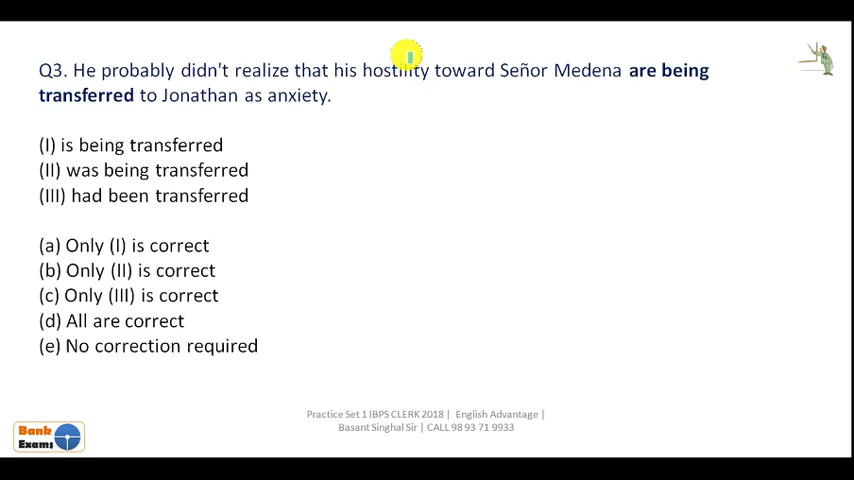 Q3. He probably didn't realize that his hostility toward Señor Medena are being
transferred to Jonathan as anxiety.
(I) is being transferred
(II) was being transferred
(III) had been transferred
(a) Only (I) is correct
(b) Only (II) is correct
(c) Only (III) is correct
(d) All are correct
(e) No correction required
Practice Set 1 IBPS CLERK 2018 | English Advantage |
Basant Singhal Sir | CALL 98 93 71 9933
Bank
Exams